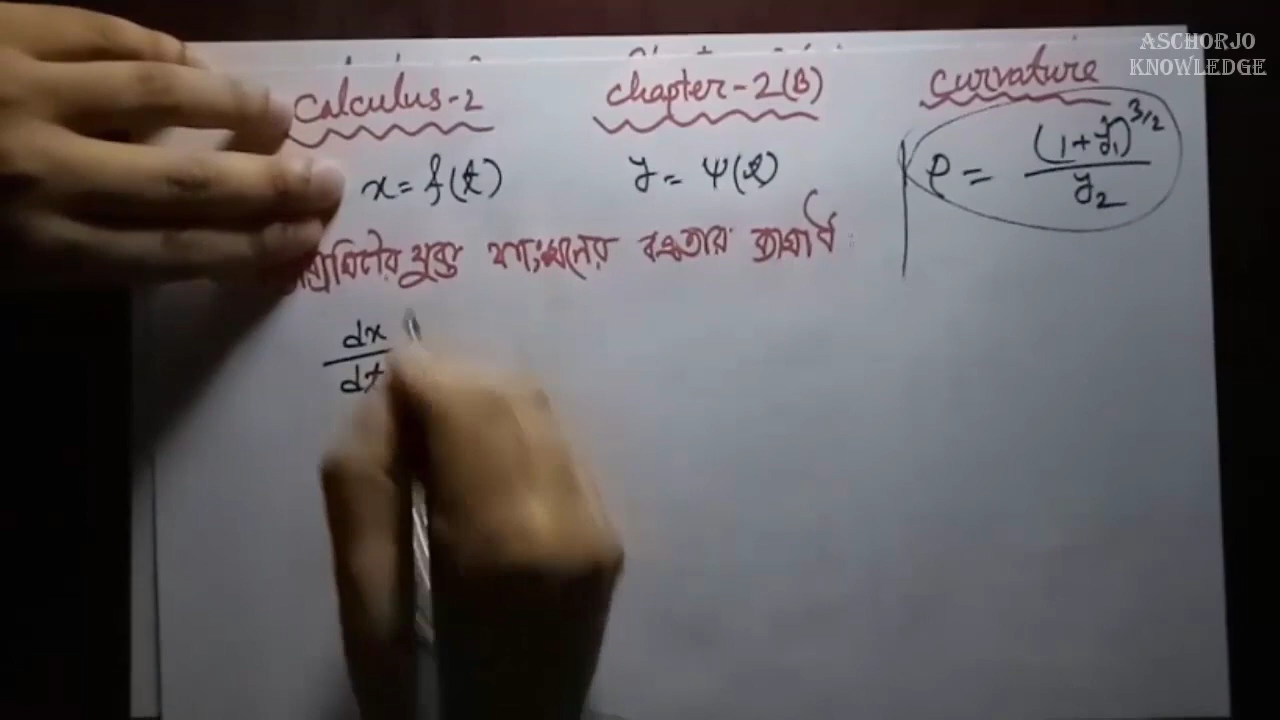 ASCHORJO
KNOWLEDGE
Calculus-2 Chapter-2(B) Curvature
x = f(t) y = ψ(t) ρ = (1+y₁²)^3/2 / y₂
যুক্ত ফাংশনের বক্রতার ব্যাসার্ধ
dx/dt